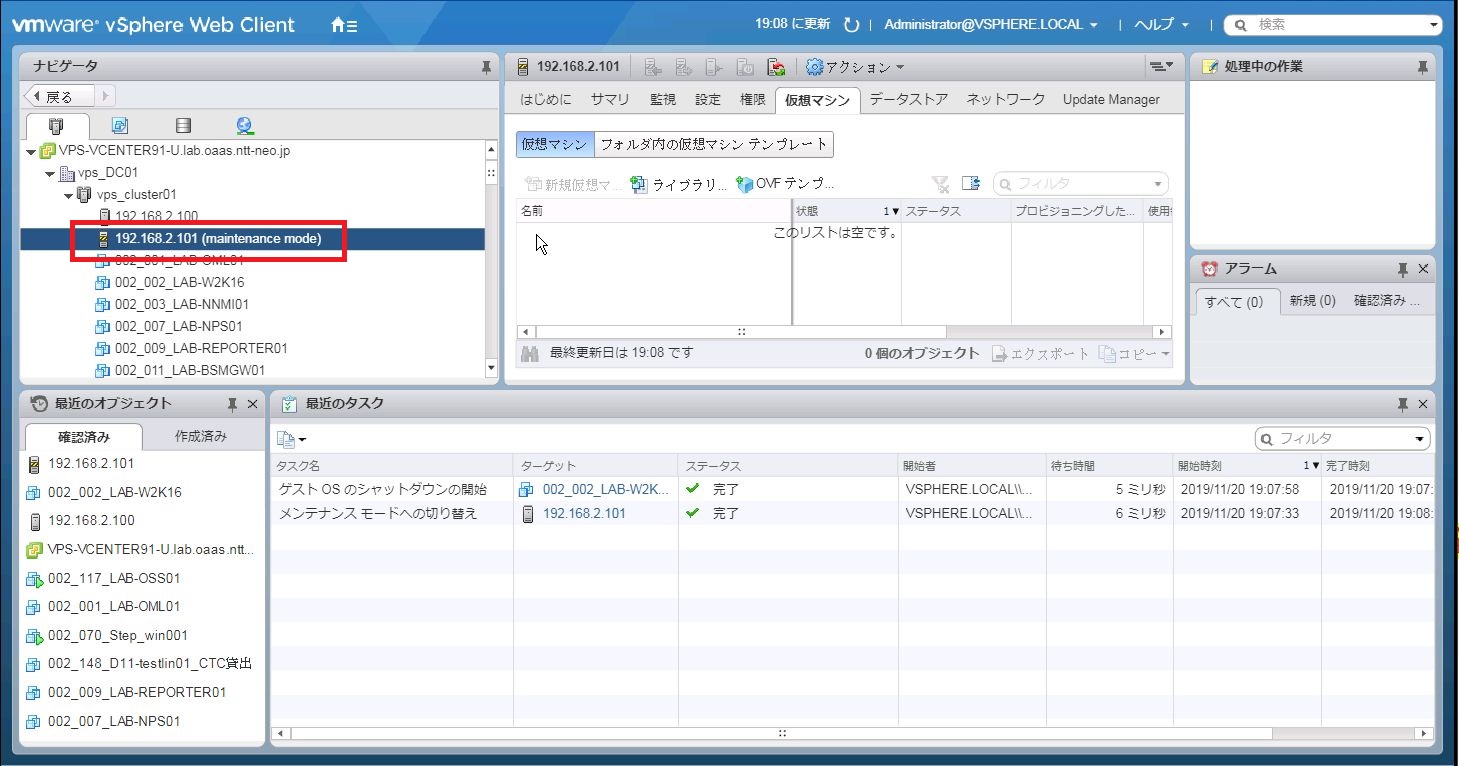 vmware® vSphere Web Client
19:08 に更新
Administrator@VSPHERE.LOCAL
ヘルプ
検索
ナビゲータ
戻る
VPS-VCENTER91-U.lab.oaas.ntt-neo.jp
vps_DC01
vps_cluster01
192.168.2.100
192.168.2.101 (maintenance mode)
002_001_LAB-OML01
002_002_LAB-W2K16
002_003_LAB-NNMI01
002_007_LAB-NPS01
002_009_LAB-REPORTER01
002_011_LAB-BSMGW01
192.168.2.101
アクション
はじめに サマリ 監視 設定 権限 仮想マシン データストア ネットワーク Update Manager
仮想マシン フォルダ内の仮想マシン テンプレート
新規仮想マ... ライブラリ... OVF テンプ...
フィルタ
名前 状態 1 ステータス プロビジョニングした... 使用
このリストは空です。
最終更新日は 19:08 です
0 個のオブジェクト
エクスポート コピー
処理中の作業
アラーム
すべて (0) 新規 (0) 確認済み ...
最近のオブジェクト
確認済み 作成済み
192.168.2.101
002_002_LAB-W2K16
192.168.2.100
VPS-VCENTER91-U.lab.oaas.ntt...
002_117_LAB-OSS01
002_001_LAB-OML01
002_070_Step_win001
002_148_D11-testlin01_CTC貸出
002_009_LAB-REPORTER01
002_007_LAB-NPS01
最近のタスク
フィルタ
タスク名 ターゲット ステータス 開始者 待ち時間 開始時刻 1 完了時刻
ゲスト OS のシャットダウンの開始 002_002_LAB-W2K... 完了 VSPHERE.LOCAL\\... 5 ミリ秒 2019/11/20 19:07:58 2019/11/20 19:07:
メンテナンス モードへの切り替え 192.168.2.101 完了 VSPHERE.LOCAL\\... 6 ミリ秒 2019/11/20 19:07:33 2019/11/20 19:08: